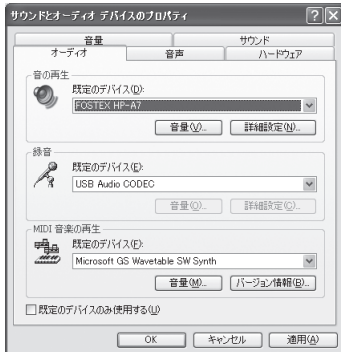 サウンドとオーディオ デバイスのプロパティ
音量 サウンド
オーディオ 音声 ハードウェア
音の再生
既定のデバイス(D):
FOSTEX HP-A7
音量(V)... 詳細設定(N)...
録音
既定のデバイス(E):
USB Audio CODEC
音量(O)... 詳細設定(C)...
MIDI 音楽の再生
既定のデバイス(F):
Microsoft GS Wavetable SW Synth
音量(M)... バージョン情報(B)...
既定のデバイスのみ使用する(U)
OK キャンセル 適用(A)